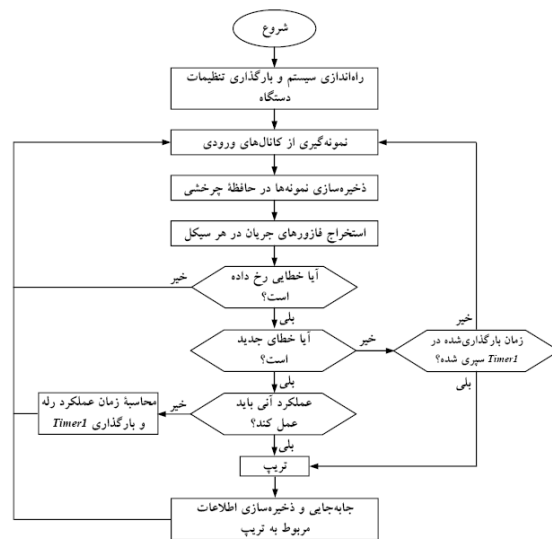 شروع
راه‌اندازی سیستم و بارگذاری تنظیمات
دستگاه
نمونه‌گیری از کانال‌های ورودی
ذخیره‌سازی نمونه‌ها در حافظهٔ چرخشی
استخراج فازورهای جریان در هر سیکل
آیا خطایی رخ داده
است؟
خیر
بلی
آیا خطای جدید
است؟
خیر
بلی
زمان بارگذاری‌شده در
Timer1 سپری شده؟
خیر
بلی
عملکرد آنی باید
عمل کند؟
خیر
بلی
محاسبهٔ زمان عملکرد رله
و بارگذاری Timer1
تریپ
جابه‌جایی و ذخیره‌سازی اطلاعات
مربوط به تریپ